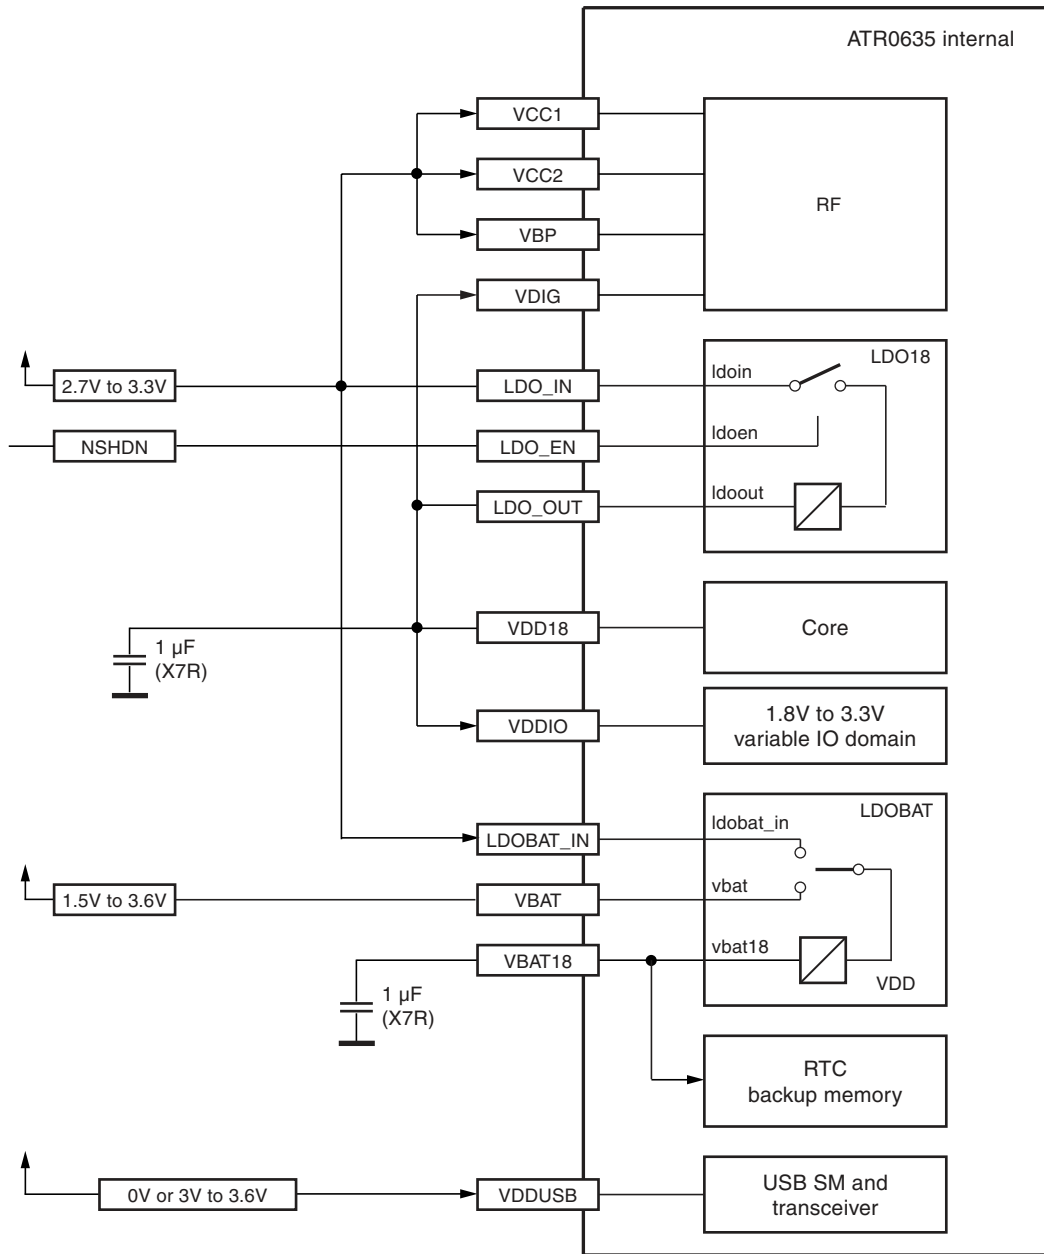 ATR0635 internal
VCC1
VCC2
VBP
VDIG
RF
2.7V to 3.3V
LDO_IN
NSHDN
LDO_EN
LDO_OUT
LDO18
ldoin
ldoen
ldoout
1 µF
(X7R)
VDD18
Core
VDDIO
1.8V to 3.3V
variable IO domain
LDOBAT_IN
LDOBAT
ldobat_in
1.5V to 3.6V
VBAT
vbat
VBAT18
vbat18
VDD
1 µF
(X7R)
RTC
backup memory
0V or 3V to 3.6V
VDDUSB
USB SM and
transceiver